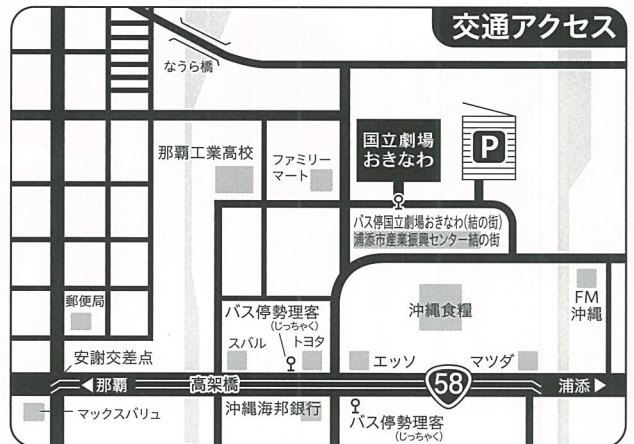 交通アクセス
なうら橋
那覇工業高校
ファミリー
マート
国立劇場
おきなわ
P
バス停国立劇場おきなわ(結の街)
浦添市産業振興センター結の街
郵便局
バス停勢理客
(じっちゃく)
スバル
トヨタ
沖縄食糧
FM
沖縄
安謝交差点
エッソ
マツダ
◀那覇
高架橋
58
浦添▶
マックスバリュ
沖縄海邦銀行
バス停勢理客
(じっちゃく)